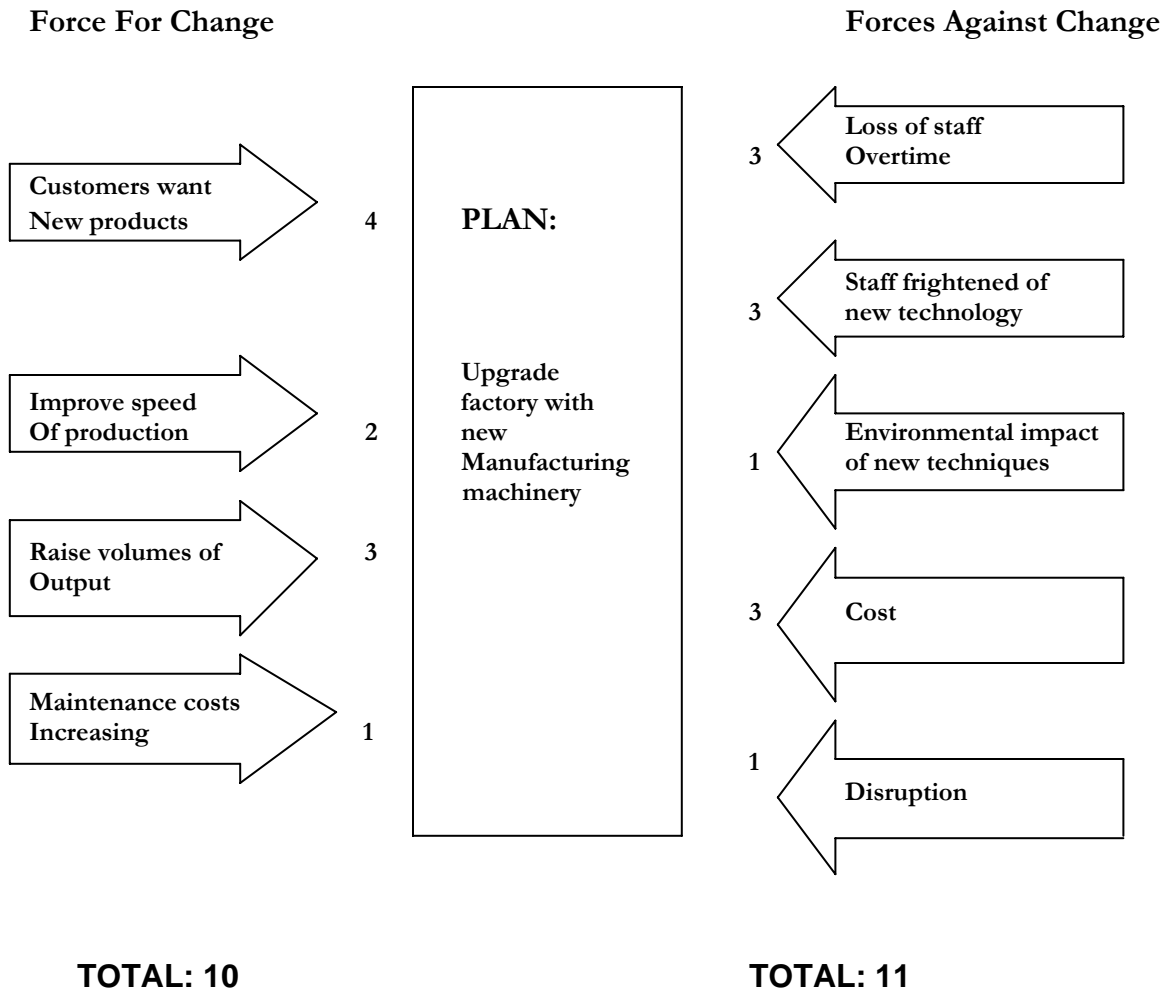 Force For Change
Forces Against Change
Customers want
New products
4
Improve speed
Of production
2
Raise volumes of
Output
3
Maintenance costs
Increasing
1
PLAN:
Upgrade
factory with
new
Manufacturing
machinery
3
Loss of staff
Overtime
3
Staff frightened of
new technology
1
Environmental impact
of new techniques
3
Cost
1
Disruption
TOTAL: 10
TOTAL: 11